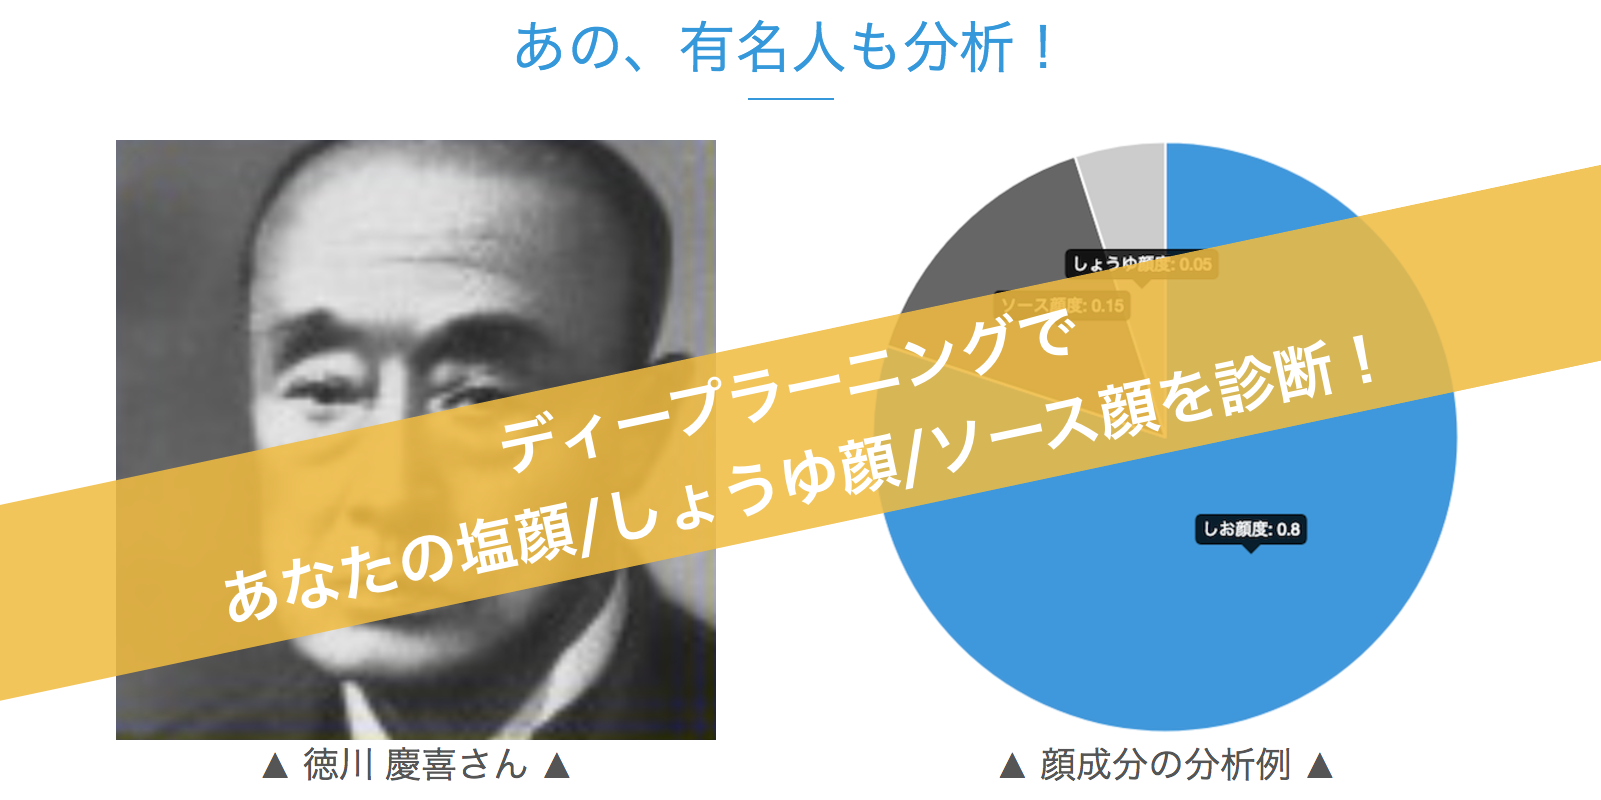 あの、有名人も分析！
しょうゆ顔度: 0.05
ソース顔度: 0.15
ディープラーニングで
あなたの塩顔/しょうゆ顔/ソース顔を診断！
しお顔度: 0.8
▲ 徳川 慶喜さん ▲
▲ 顔成分の分析例 ▲